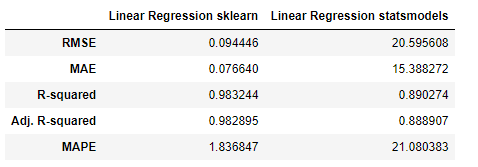 Linear Regression sklearn Linear Regression statsmodels
RMSE 0.094446 20.595608
MAE 0.076640 15.388272
R-squared 0.983244 0.890274
Adj. R-squared 0.982895 0.888907
MAPE 1.836847 21.080383